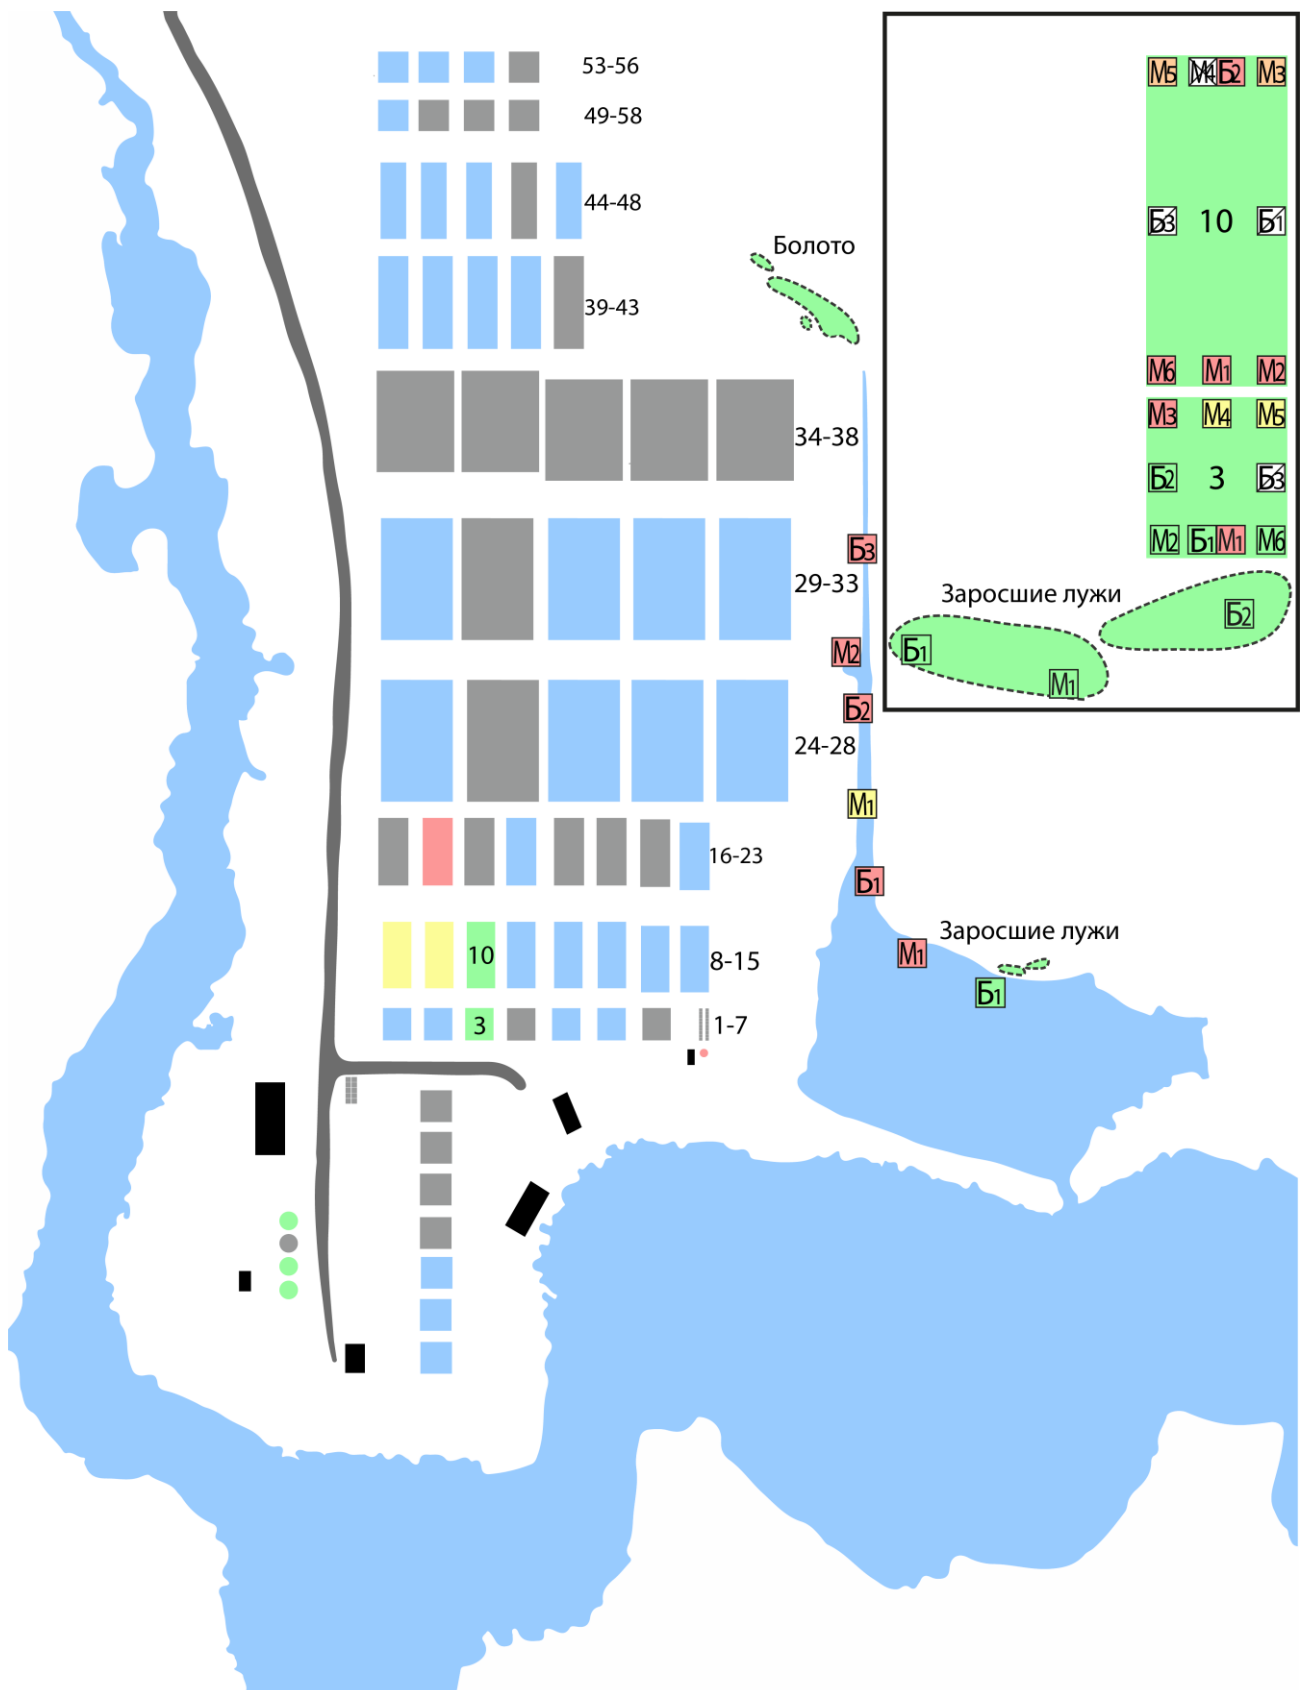 53-56
49-58
44-48
39-43
34-38
29-33
24-28
16-23
10
8-15
3
1-7
Болото
Б3
М2
Б2
М1
Б1
М1
Заросшие лужи
Б1
М5 М4 Б2 М3
Б3 10 Б1
М6 М1 М2
М3 М4 М5
Б2 3 Б3
М2 Б1 М1 М6
Заросшие лужи
Б2
Б1
М1